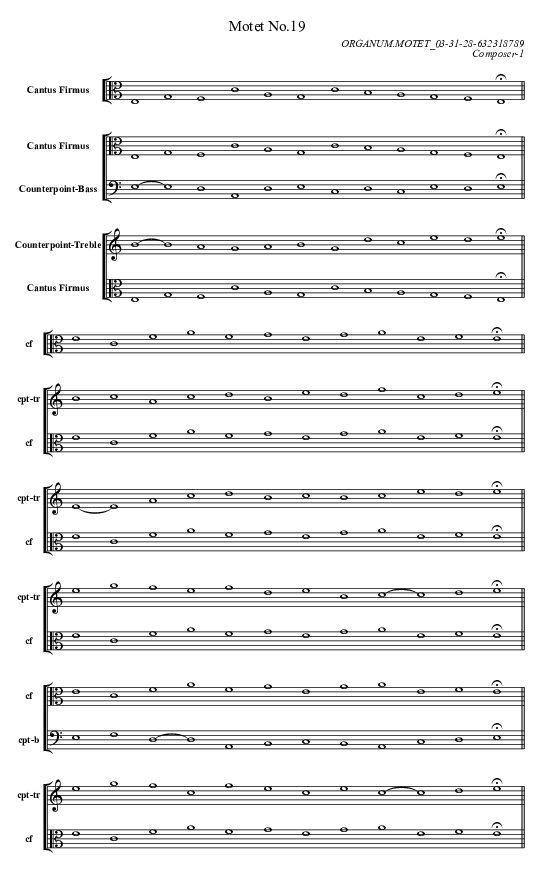 Motet No.19
ORGANUM.MOTET_03-31-28-632318789
Composer-1
Cantus Firmus
Cantus Firmus
Counterpoint-Bass
Counterpoint-Treble
Cantus Firmus
cf
cpt-tr
cf
cpt-tr
cf
cpt-tr
cf
cf
cpt-b
cpt-tr
cf